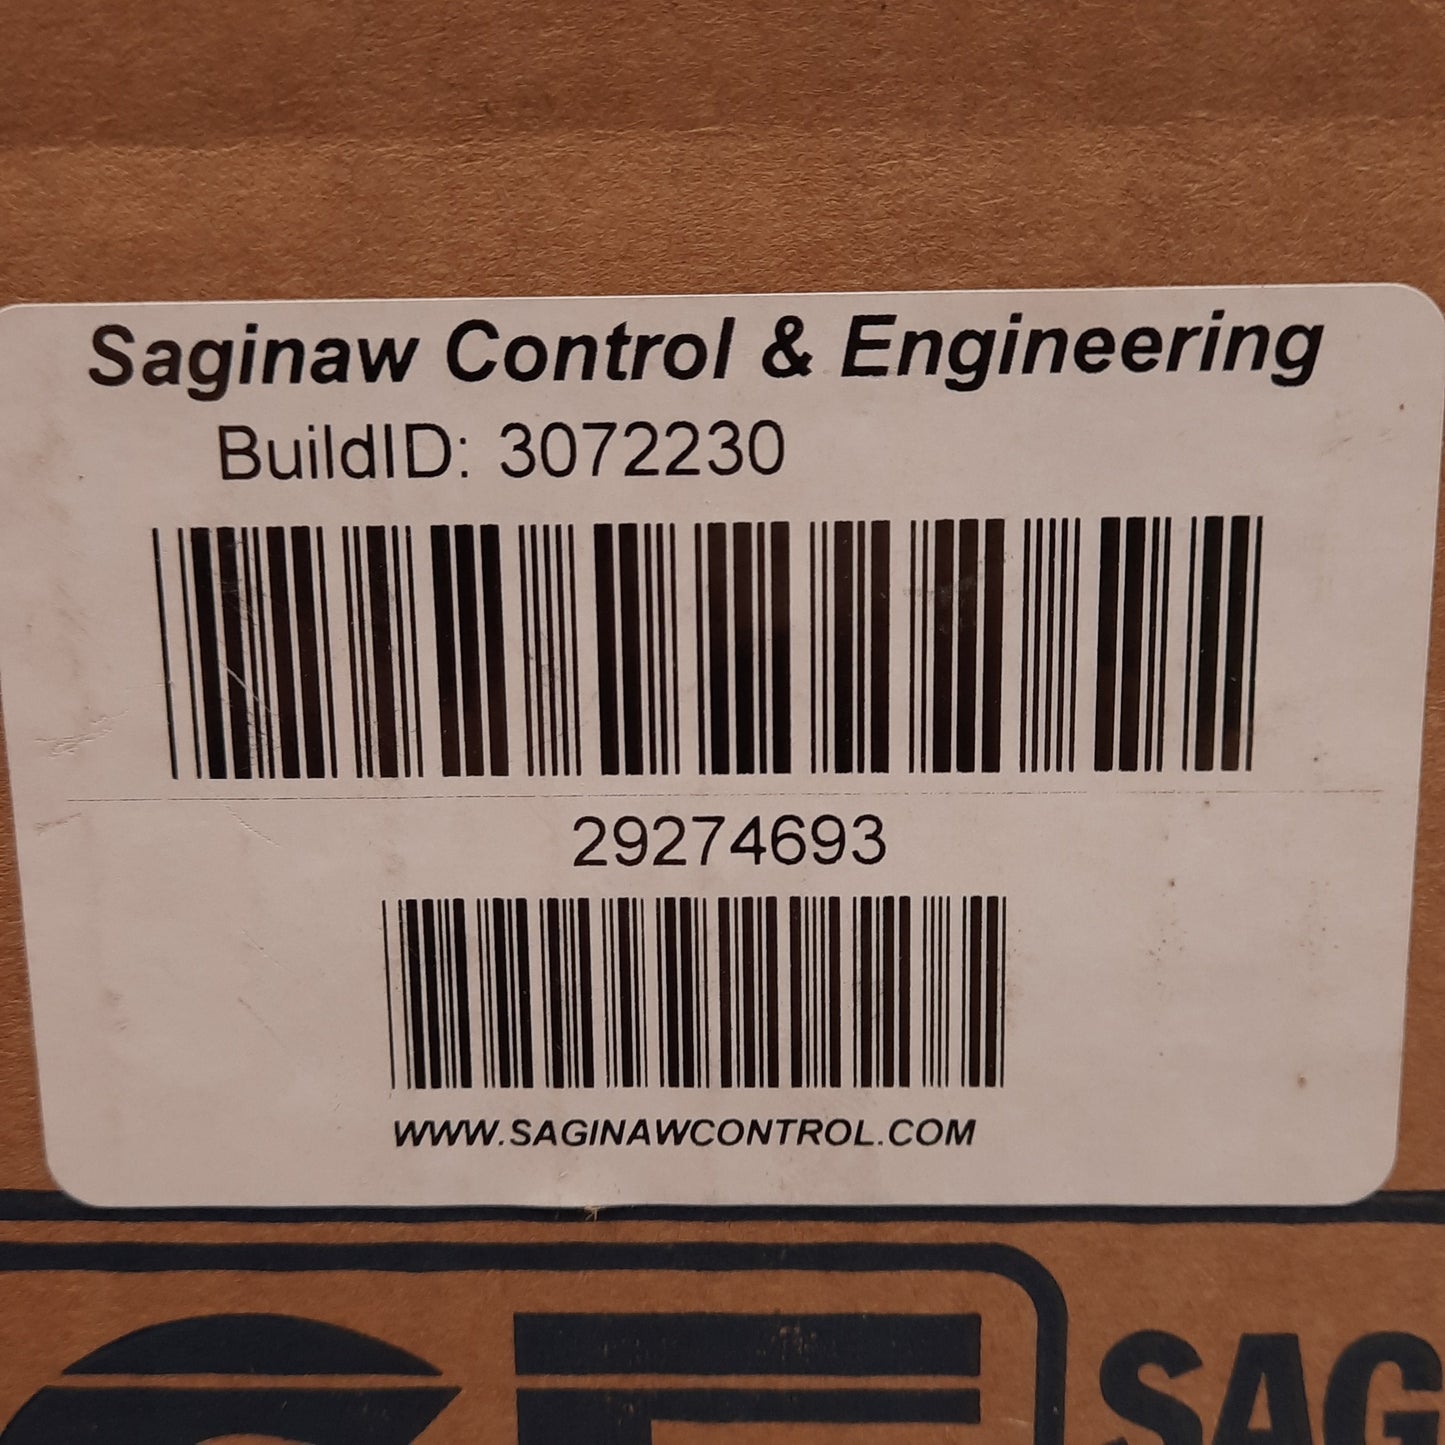 Saginaw Control & Engineering
BuildID: 3072230
29274693
WWW.SAGINAWCONTROL.COM
SAG